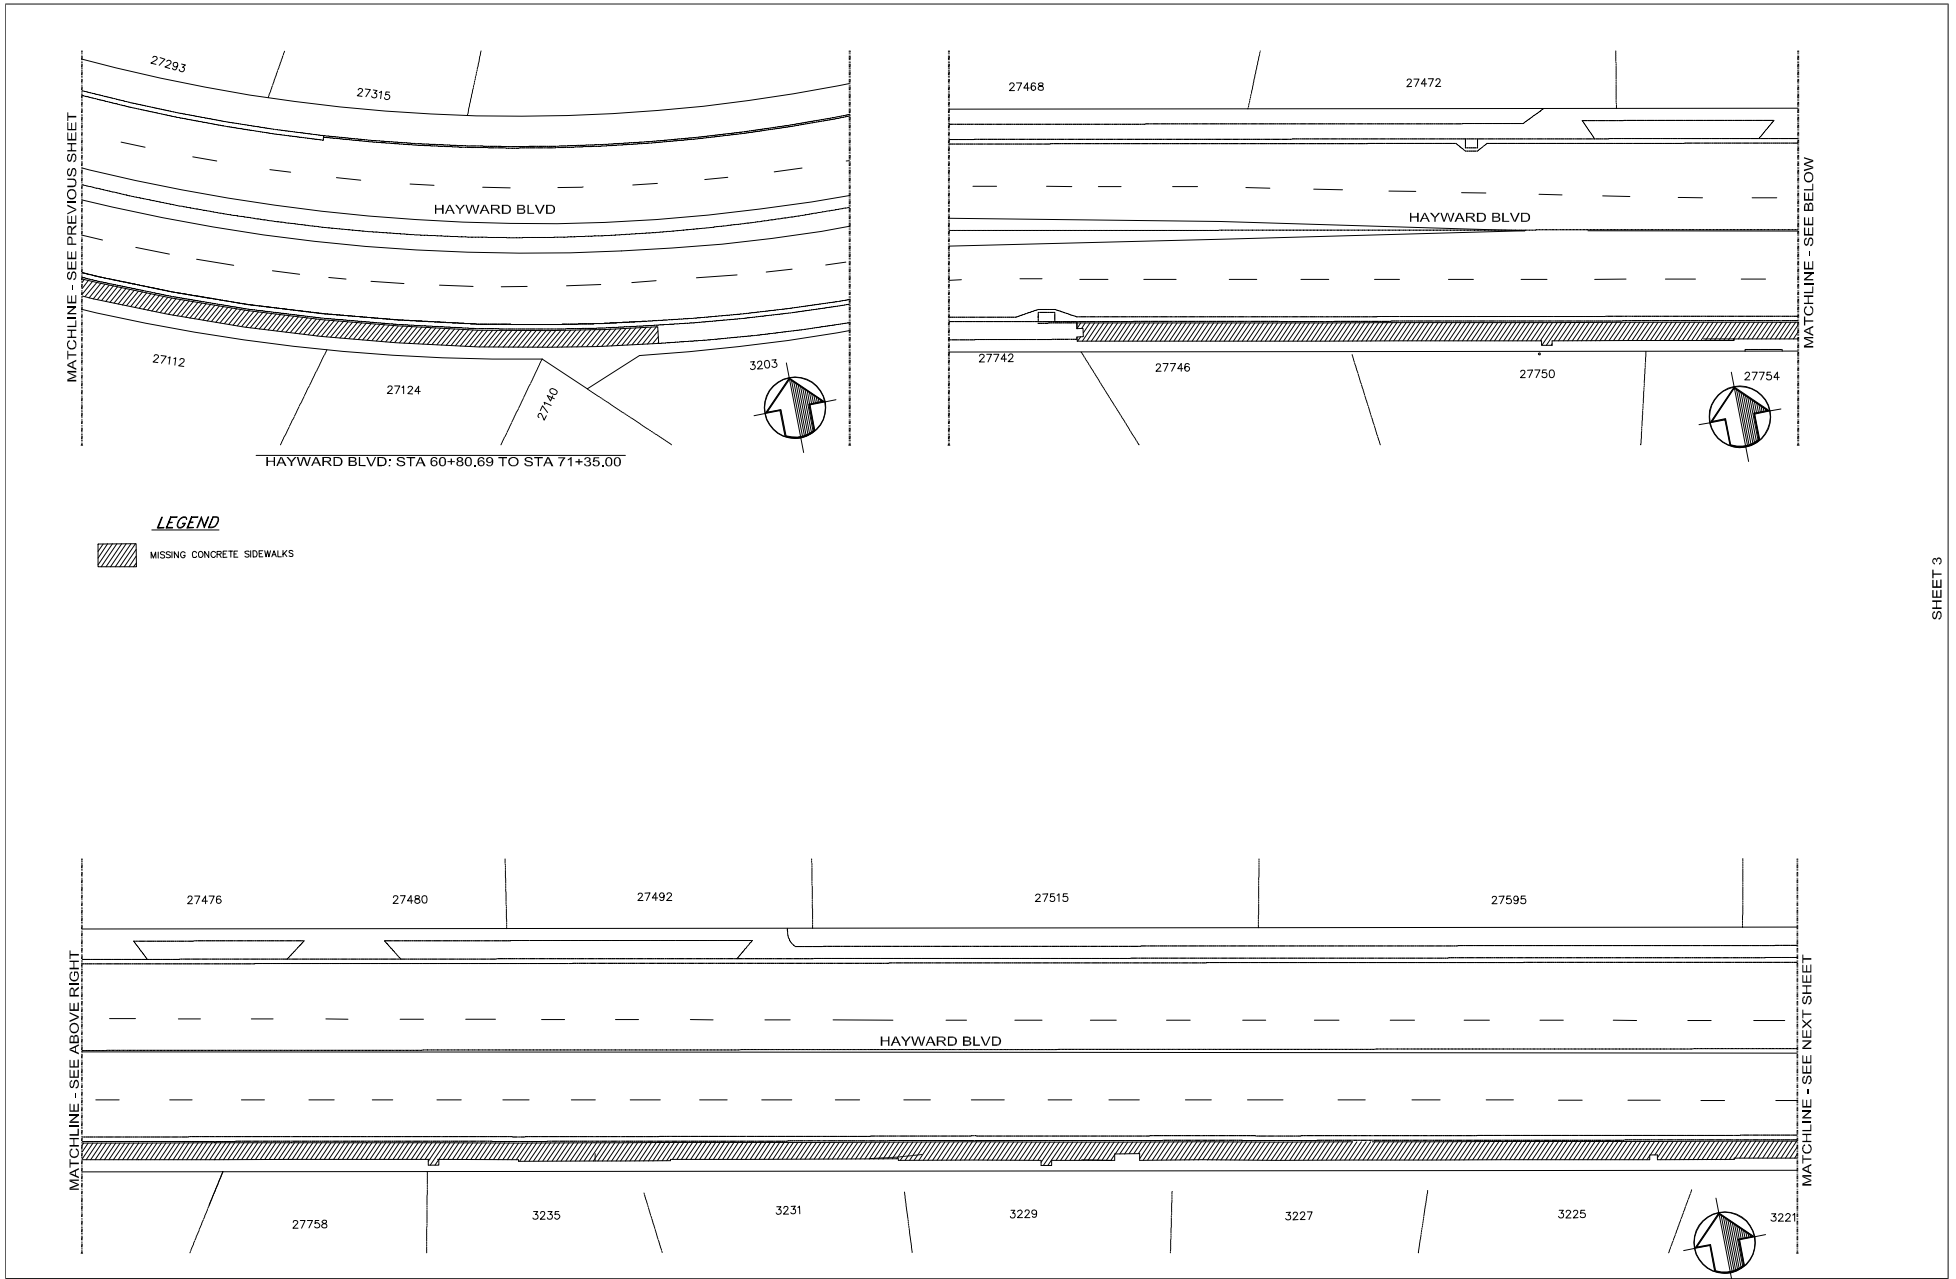 27293
27315
MATCHLINE - SEE PREVIOUS SHEET
HAYWARD BLVD
27112
27124
27140
3203
HAYWARD BLVD: STA 60+80.69 TO STA 71+35.00
27468
27472
HAYWARD BLVD
MATCHLINE - SEE BELOW
27742
27746
27750
27754
LEGEND
MISSING CONCRETE SIDEWALKS
SHEET 3
27476
27480
27492
27515
27595
MATCHLINE - SEE ABOVE RIGHT
HAYWARD BLVD
MATCHLINE - SEE NEXT SHEET
27758
3235
3231
3229
3227
3225
3221